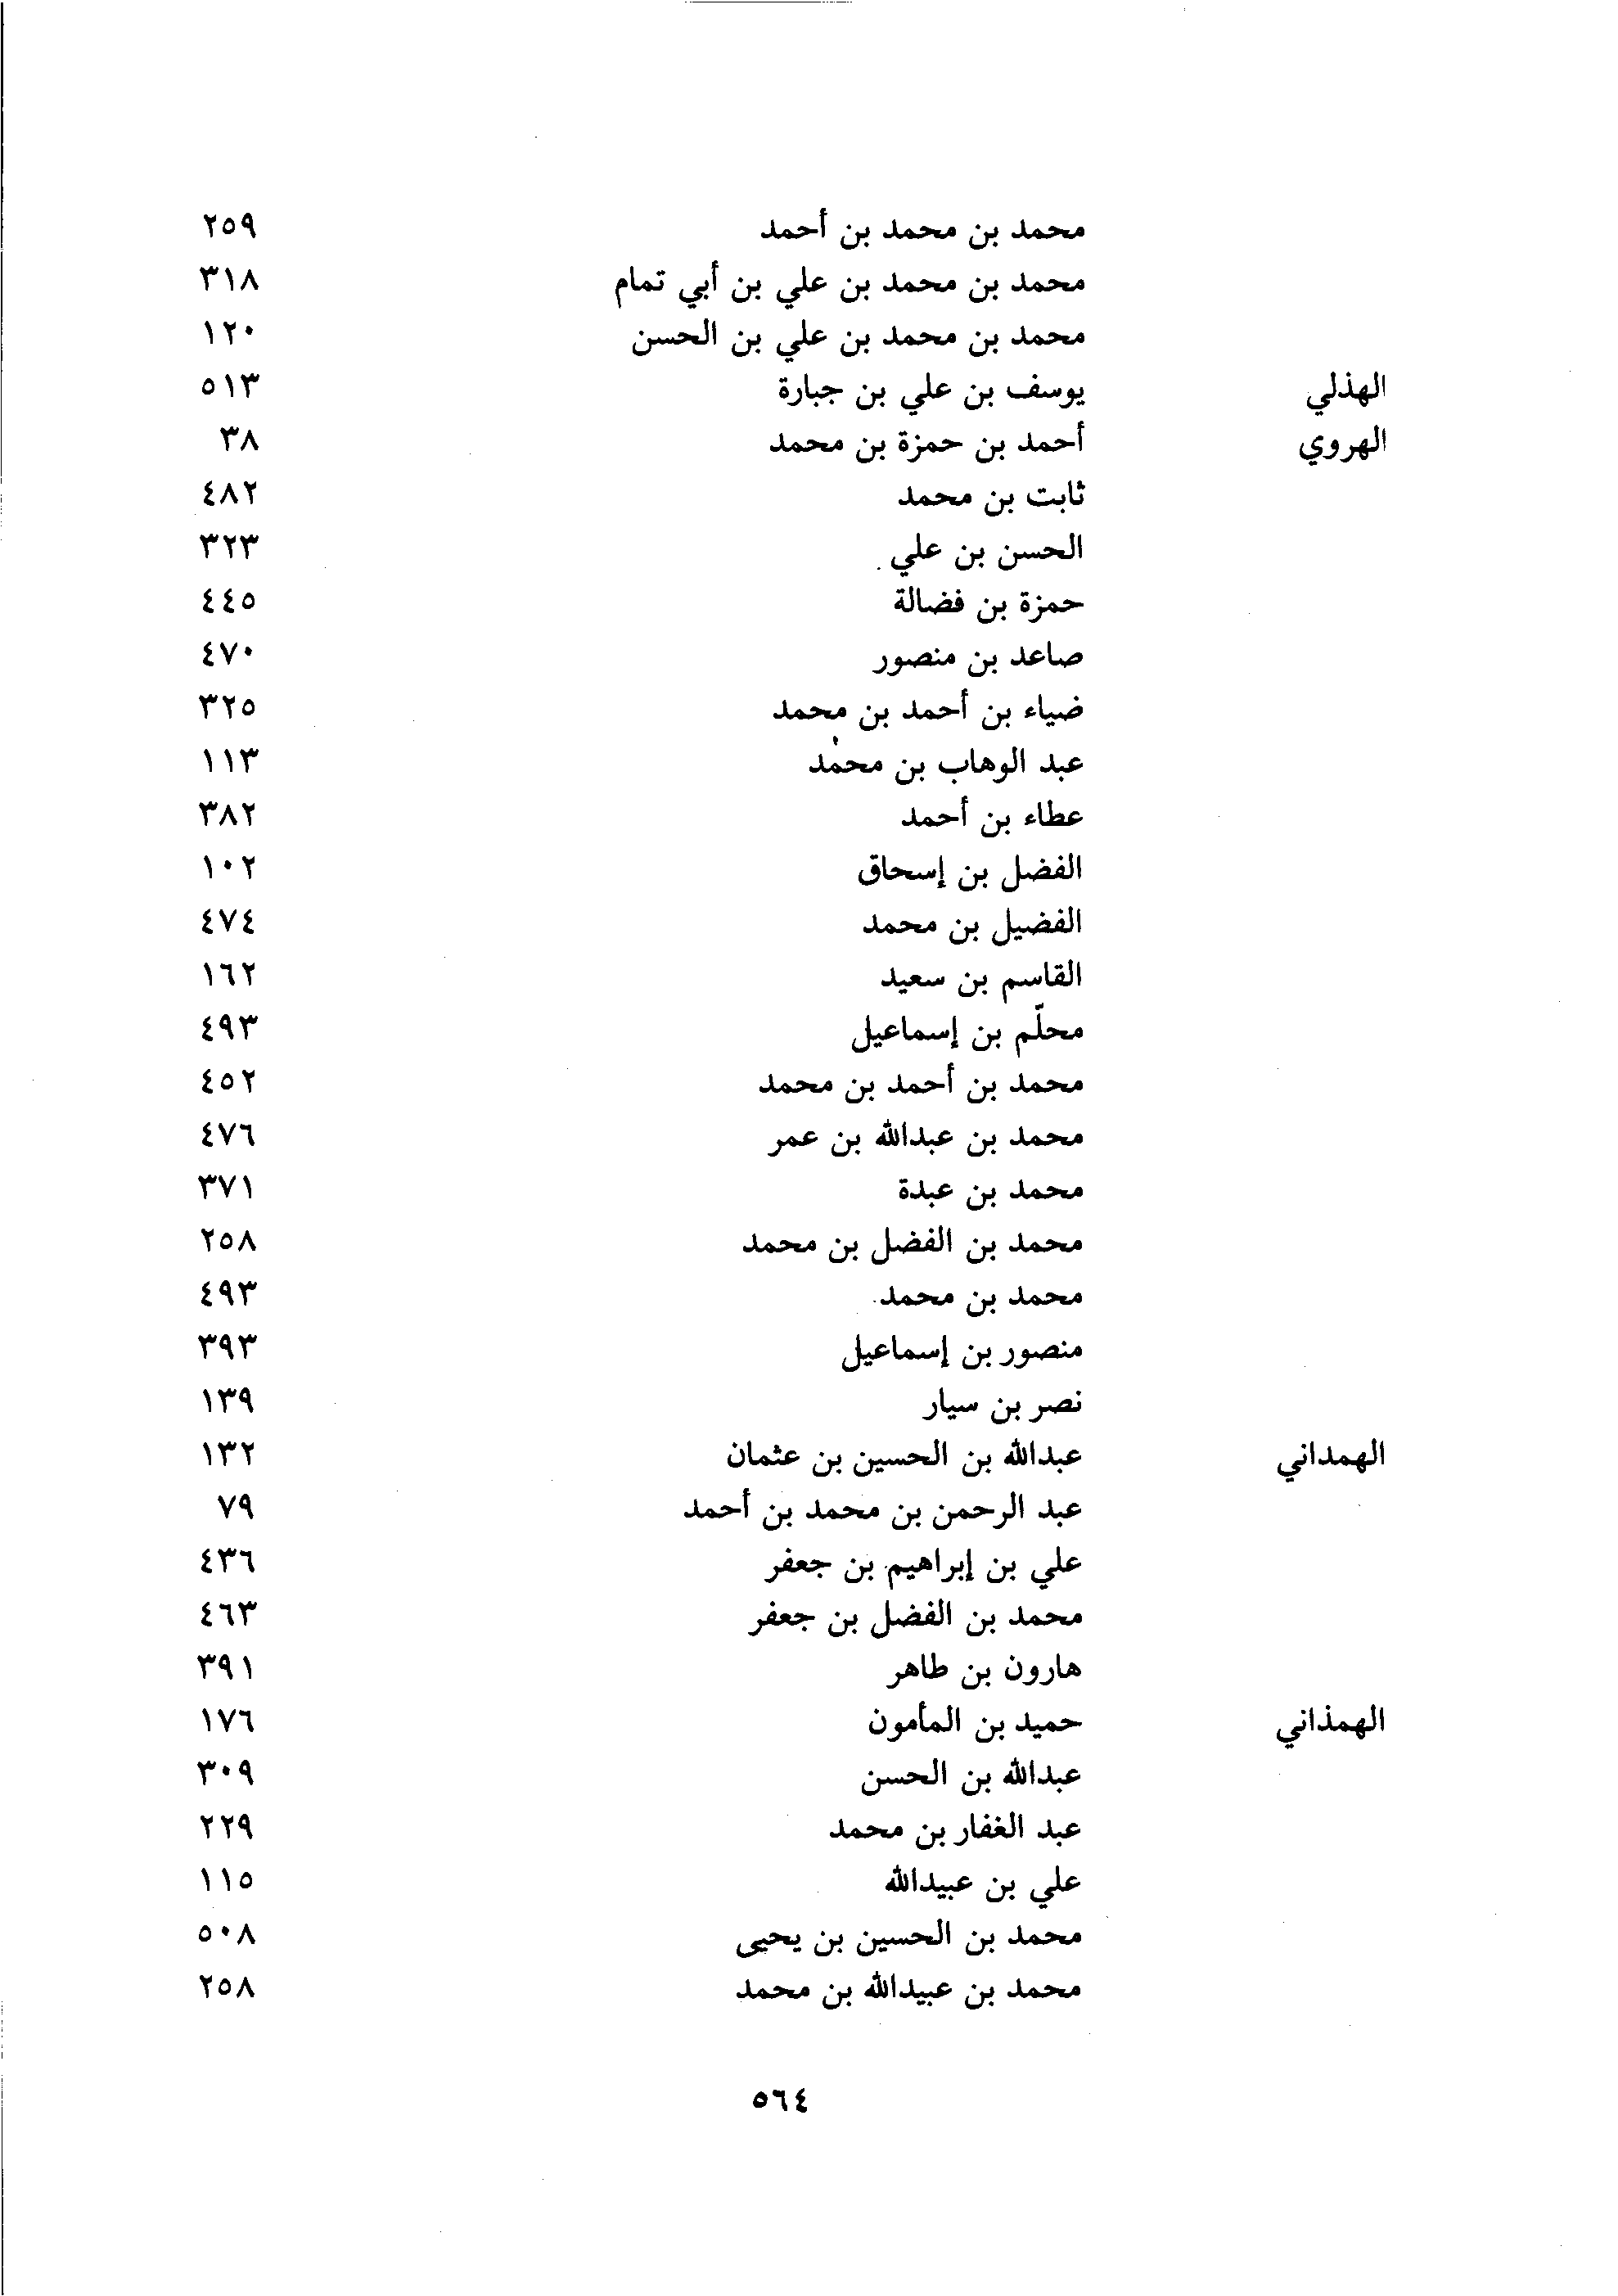 محمد بن محمد بن أحمد ٢٥٩
محمد بن محمد بن علي بن أبي تمام ٣١٨
محمد بن محمد بن علي بن الحسن ١٢٠
الهذلي يوسف بن علي بن جبارة ٥١٣
الهروي أحمد بن حمزة بن محمد ٣٨
ثابت بن محمد ٤٨٢
الحسن بن علي ٣٢٣
حمزة بن فضالة ٤٤٥
صاعد بن منصور ٤٧٠
ضياء بن أحمد بن محمد ٣٢٥
عبد الوهاب بن محمد ١١٣
عطاء بن أحمد ٣٨٢
الفضل بن إسحاق ١٠٢
الفضيل بن محمد ٤٧٤
القاسم بن سعيد ١٦٢
محلّم بن إسماعيل ٤٩٣
محمد بن أحمد بن محمد ٤٥٢
محمد بن عبدالله بن عمر ٤٧٦
محمد بن عبدة ٣٧١
محمد بن الفضل بن محمد ٢٥٨
محمد بن محمد ٤٩٣
منصور بن إسماعيل ٣٩٣
نصر بن سيار ١٣٩
الهمداني عبدالله بن الحسين بن عثمان ١٣٢
عبد الرحمن بن محمد بن أحمد ٧٩
علي بن إبراهيم بن جعفر ٤٣٦
محمد بن الفضل بن جعفر ٤٦٣
هارون بن طاهر ٣٩١
الهمذاني حميد بن المأمون ١٧٦
عبدالله بن الحسن ٣٠٩
عبد الغفار بن محمد ٢٢٩
علي بن عبيدالله ١١٥
محمد بن الحسين بن يحيى ٥٠٨
محمد بن عبيدالله بن محمد ٢٥٨
٥٦٤